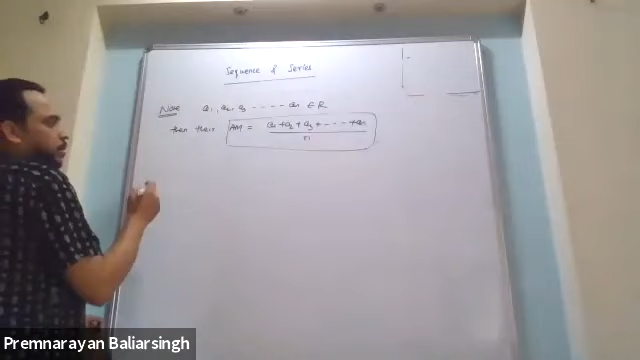 Sequence & Series
Note a₁, a₂, a₃ ----- aₙ ∈ R
then their AM = a₁ + a₂ + a₃ + ---- + aₙ
n
Premnarayan Baliarsingh